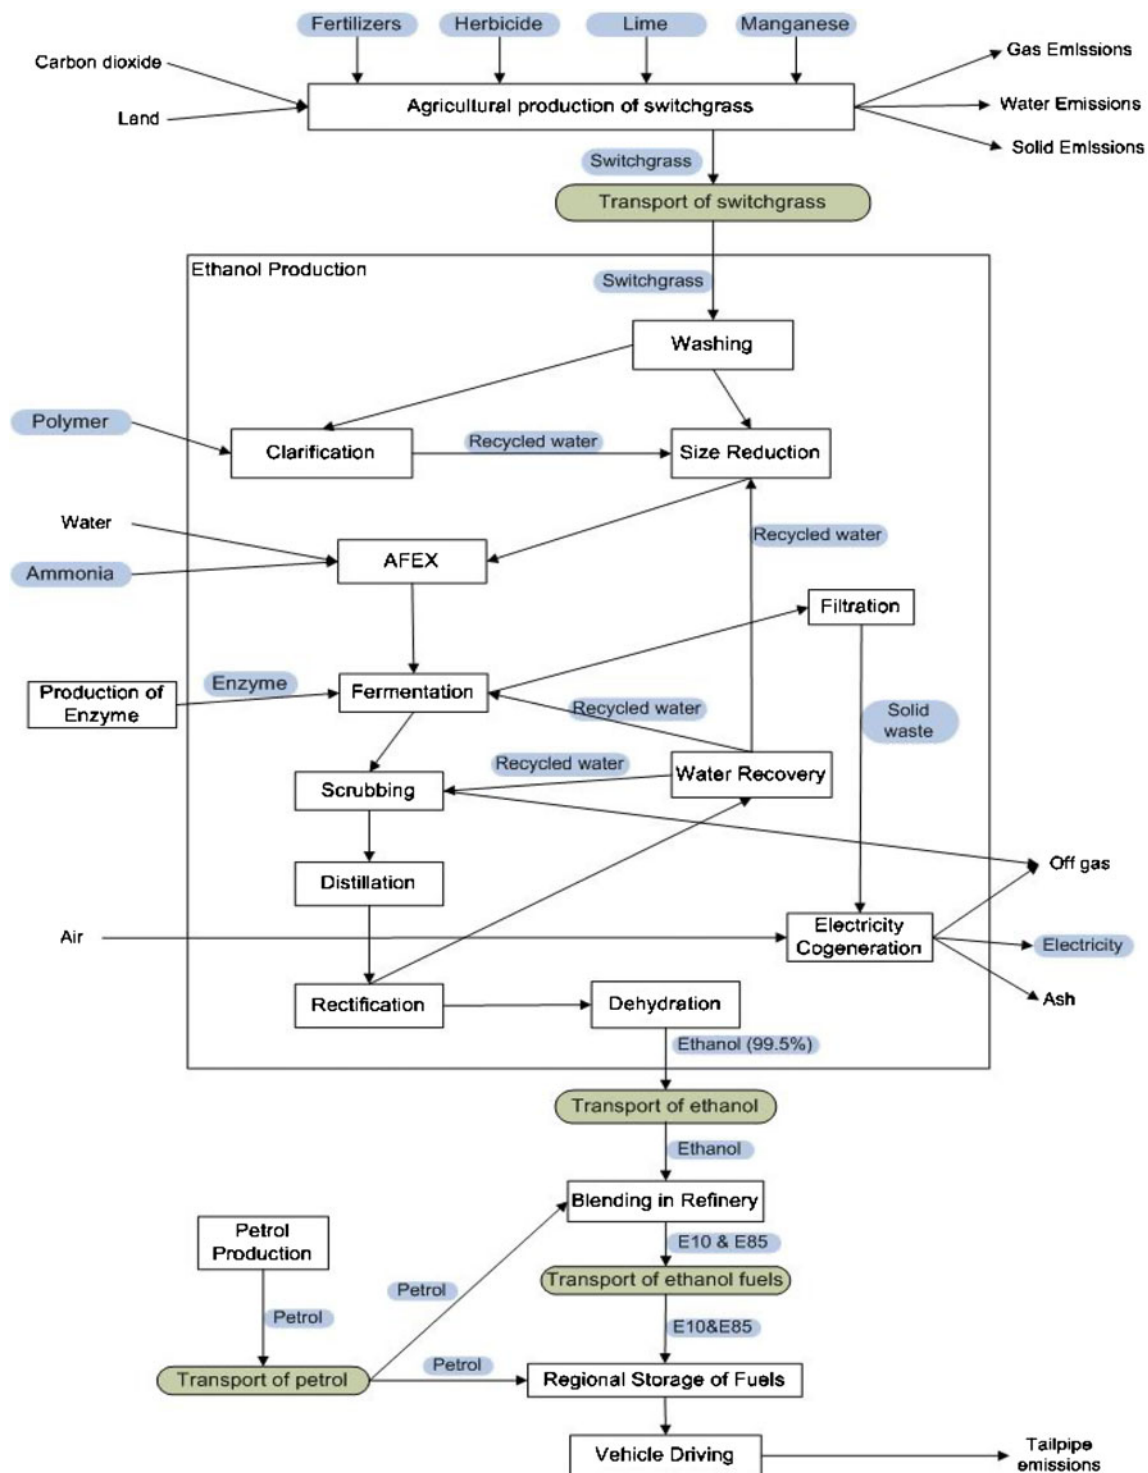 Fertilizers
Herbicide
Lime
Manganese
Carbon dioxide
Land
Agricultural production of switchgrass
Gas Emissions
Water Emissions
Solid Emissions
Switchgrass
Transport of switchgrass
Ethanol Production
Switchgrass
Washing
Polymer
Clarification
Recycled water
Size Reduction
Water
Ammonia
AFEX
Recycled water
Filtration
Production of
Enzyme
Enzyme
Fermentation
Recycled water
Solid
waste
Recycled water
Water Recovery
Scrubbing
Distillation
Off gas
Air
Electricity
Cogeneration
Electricity
Rectification
Dehydration
Ash
Ethanol (99.5%)
Transport of ethanol
Ethanol
Blending in Refinery
Petrol
Production
E10 & E85
Transport of ethanol fuels
Petrol
Petrol
E10&E85
Transport of petrol
Petrol
Regional Storage of Fuels
Vehicle Driving
Tailpipe
emissions